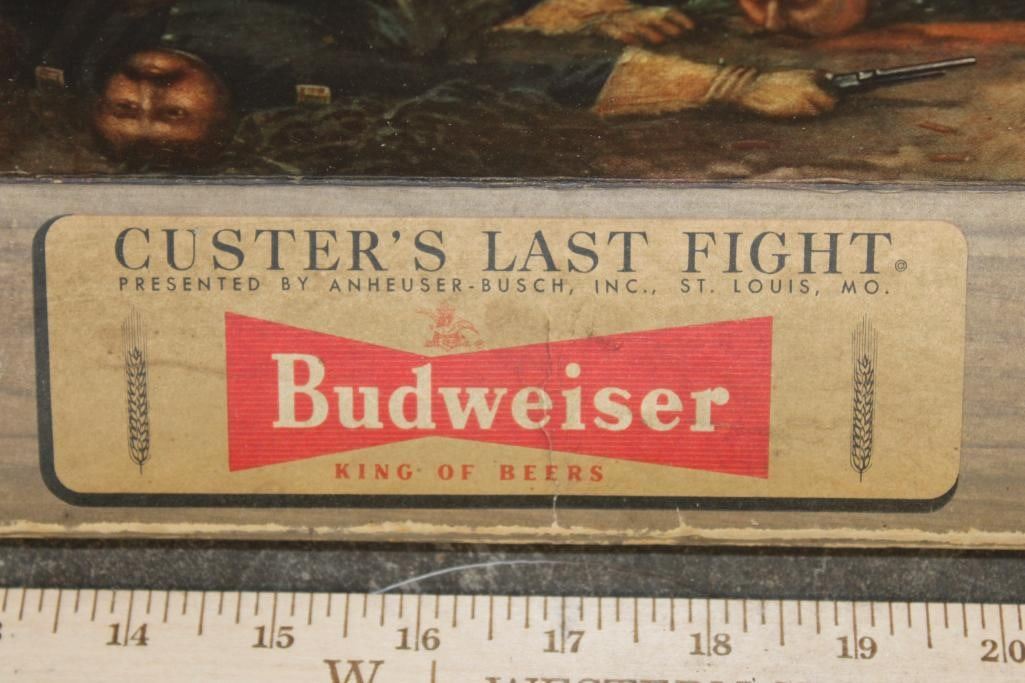 CUSTER'S LAST FIGHT©
PRESENTED BY ANHEUSER-BUSCH, INC., ST. LOUIS, MO.
Budweiser
KING OF BEERS
14 15 16 17 18 19 20
W